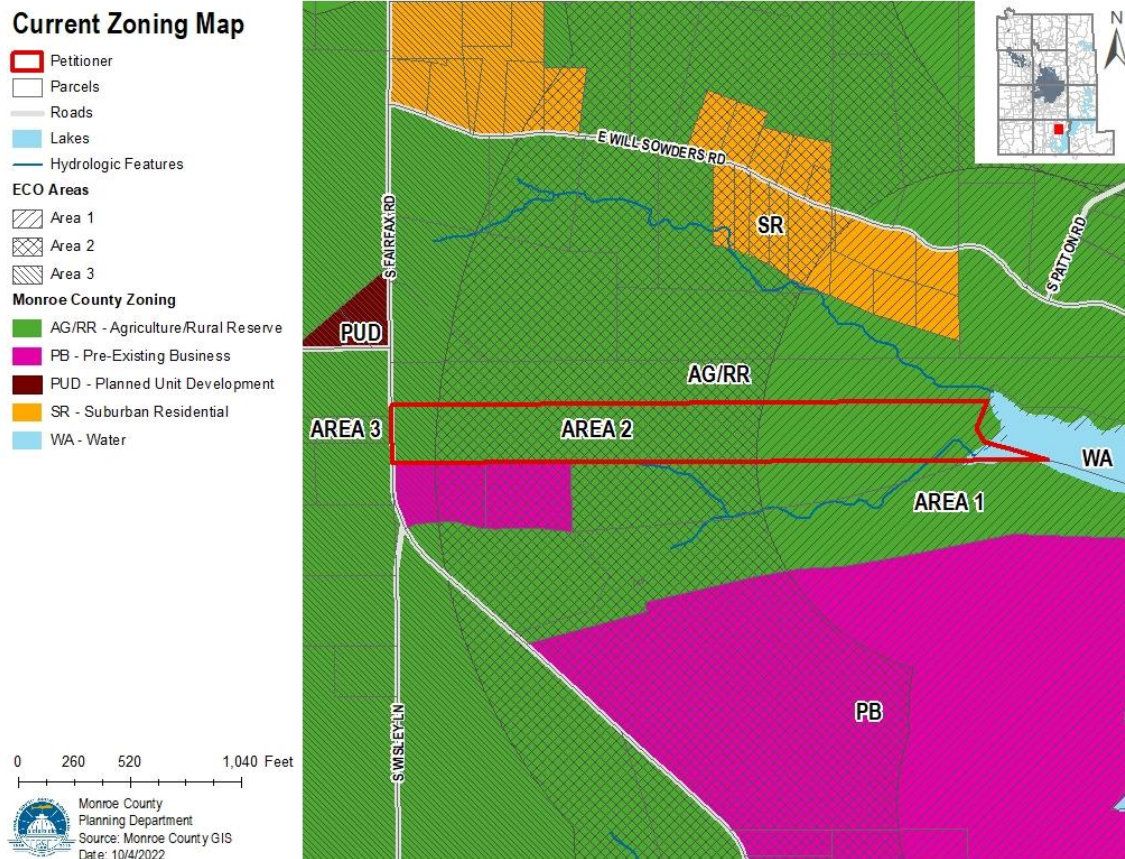 Current Zoning Map
Petitioner
Parcels
Roads
Lakes
Hydrologic Features
ECO Areas
Area 1
Area 2
Area 3
Monroe County Zoning
AG/RR - Agriculture/Rural Reserve
PB - Pre-Existing Business
PUD - Planned Unit Development
SR - Suburban Residential
WA - Water
0 260 520 1,040 Feet
Monroe County
Planning Department
Source: Monroe County GIS
Date: 10/4/2022
N
E WILL SOWDERS RD
S FAIRFAX RD
SR
S PATTON RD
PUD
AG/RR
AREA 3
AREA 2
WA
AREA 1
PB
S WISLEY LN